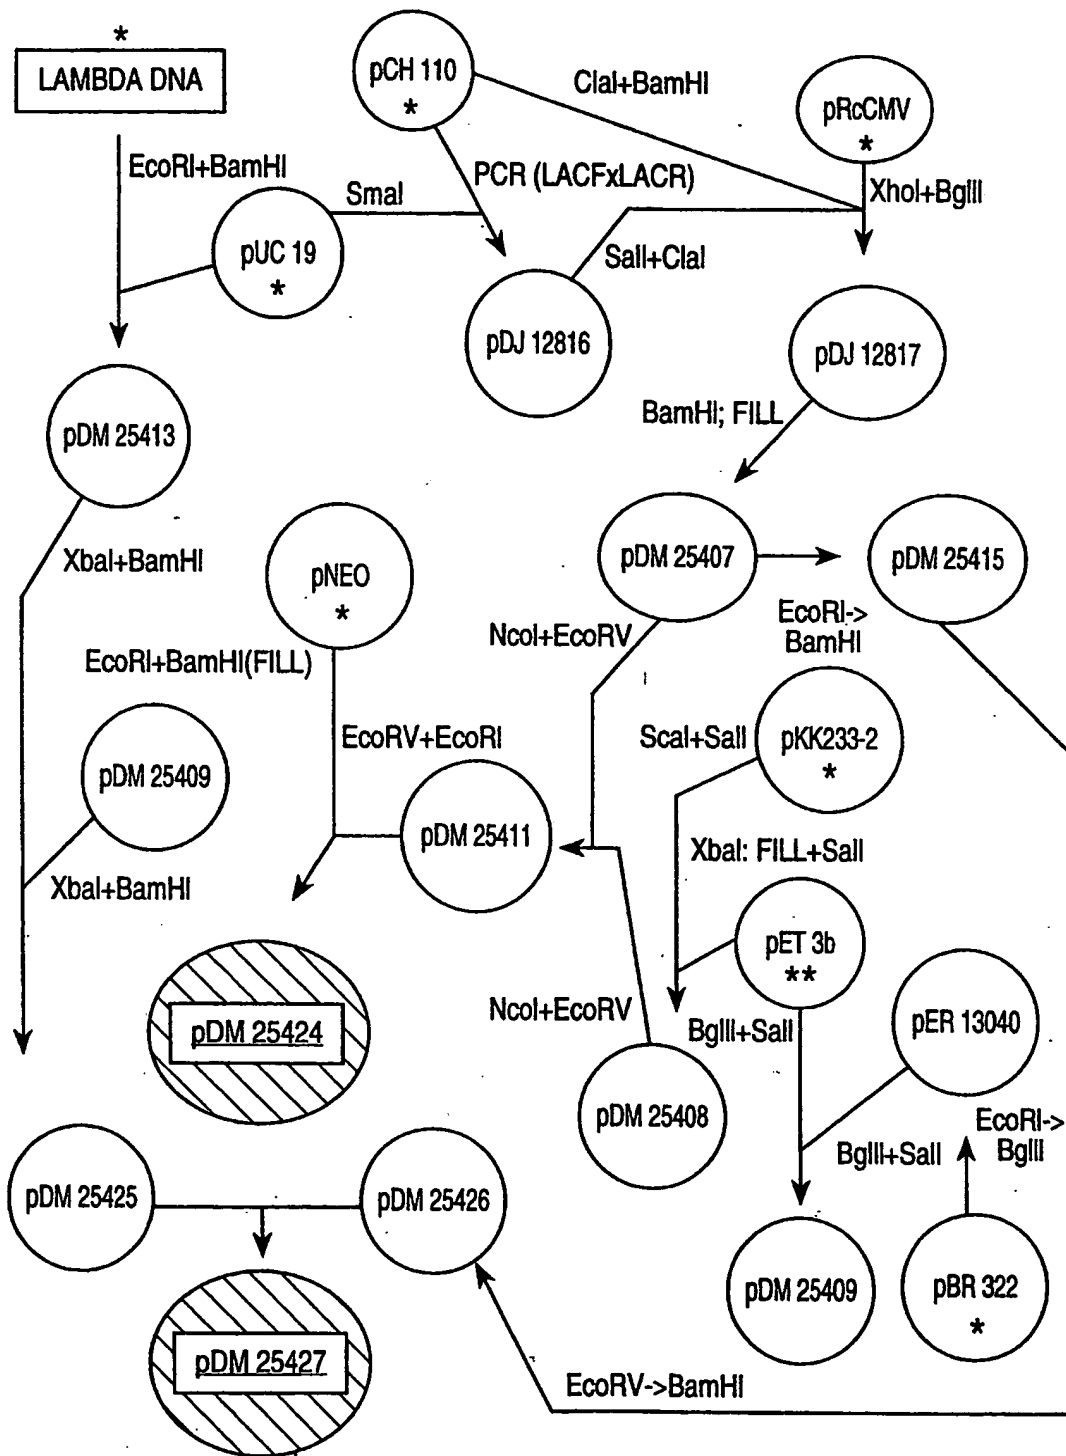 *
LAMBDA DNA
pCH 110
*
ClaI+BamHI
pRcCMV
*
EcoRI+BamHI
SmaI
PCR (LACFxLACR)
XhoI+BglII
pUC 19
*
SalI+ClaI
pDJ 12816
pDJ 12817
BamHI; FILL
pDM 25413
XbaI+BamHI
pNEO
*
pDM 25407
pDM 25415
NcoI+EcoRV
EcoRI->
BamHI
EcoRI+BamHI(FILL)
EcoRV+EcoRI
ScaI+SalI
pKK233-2
*
pDM 25409
pDM 25411
XbaI: FILL+SalI
XbaI+BamHI
pET 3b
**
pDM 25424
NcoI+EcoRV
BglII+SalI
pER 13040
pDM 25408
EcoRI->
BglII
BglII+SalI
pDM 25425
pDM 25426
pDM 25409
pBR 322
*
pDM 25427
EcoRV->BamHI